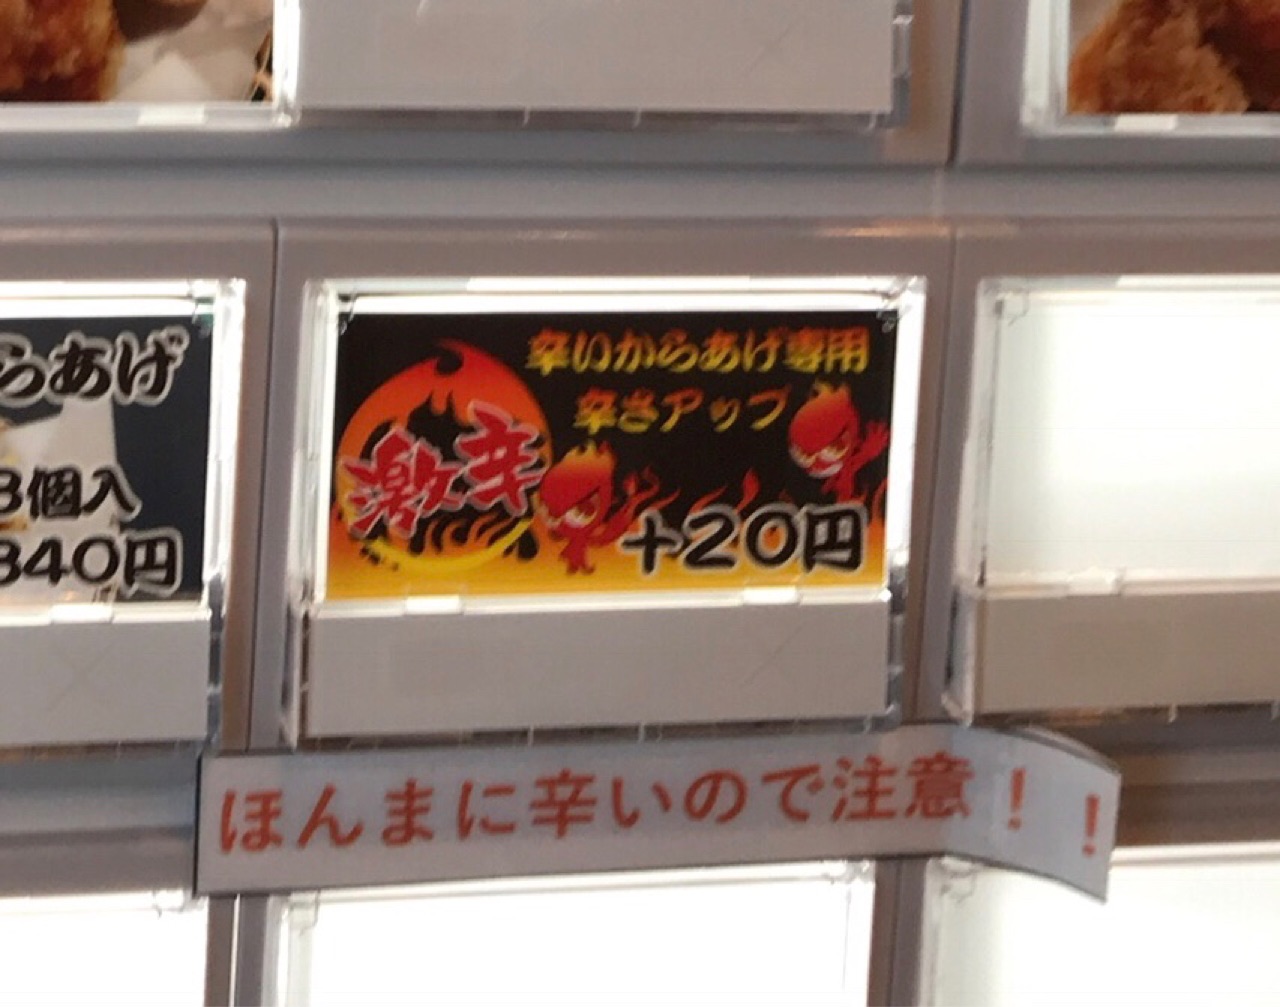 らあげ
3個入
840円
辛いからあげ専用
辛さアップ
激辛
+20円
ほんまに辛いので注意！！